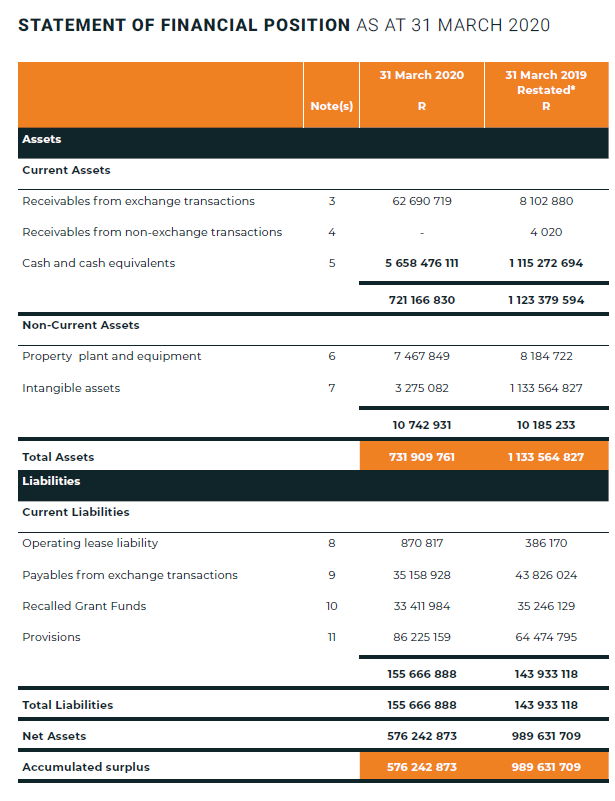 STATEMENT OF FINANCIAL POSITION AS AT 31 MARCH 2020
31 March 2020 31 March 2019
Restated*
Note(s) R R
Assets
Current Assets
Receivables from exchange transactions 3 62 690 719 8 102 880
Receivables from non-exchange transactions 4 - 4 020
Cash and cash equivalents 5 5 658 476 111 1 115 272 694
721 166 830 1 123 379 594
Non-Current Assets
Property plant and equipment 6 7 467 849 8 184 722
Intangible assets 7 3 275 082 1 133 564 827
10 742 931 10 185 233
Total Assets 731 909 761 1 133 564 827
Liabilities
Current Liabilities
Operating lease liability 8 870 817 386 170
Payables from exchange transactions 9 35 158 928 43 826 024
Recalled Grant Funds 10 33 411 984 35 246 129
Provisions 11 86 225 159 64 474 795
155 666 888 143 933 118
Total Liabilities 155 666 888 143 933 118
Net Assets 576 242 873 989 631 709
Accumulated surplus 576 242 873 989 631 709